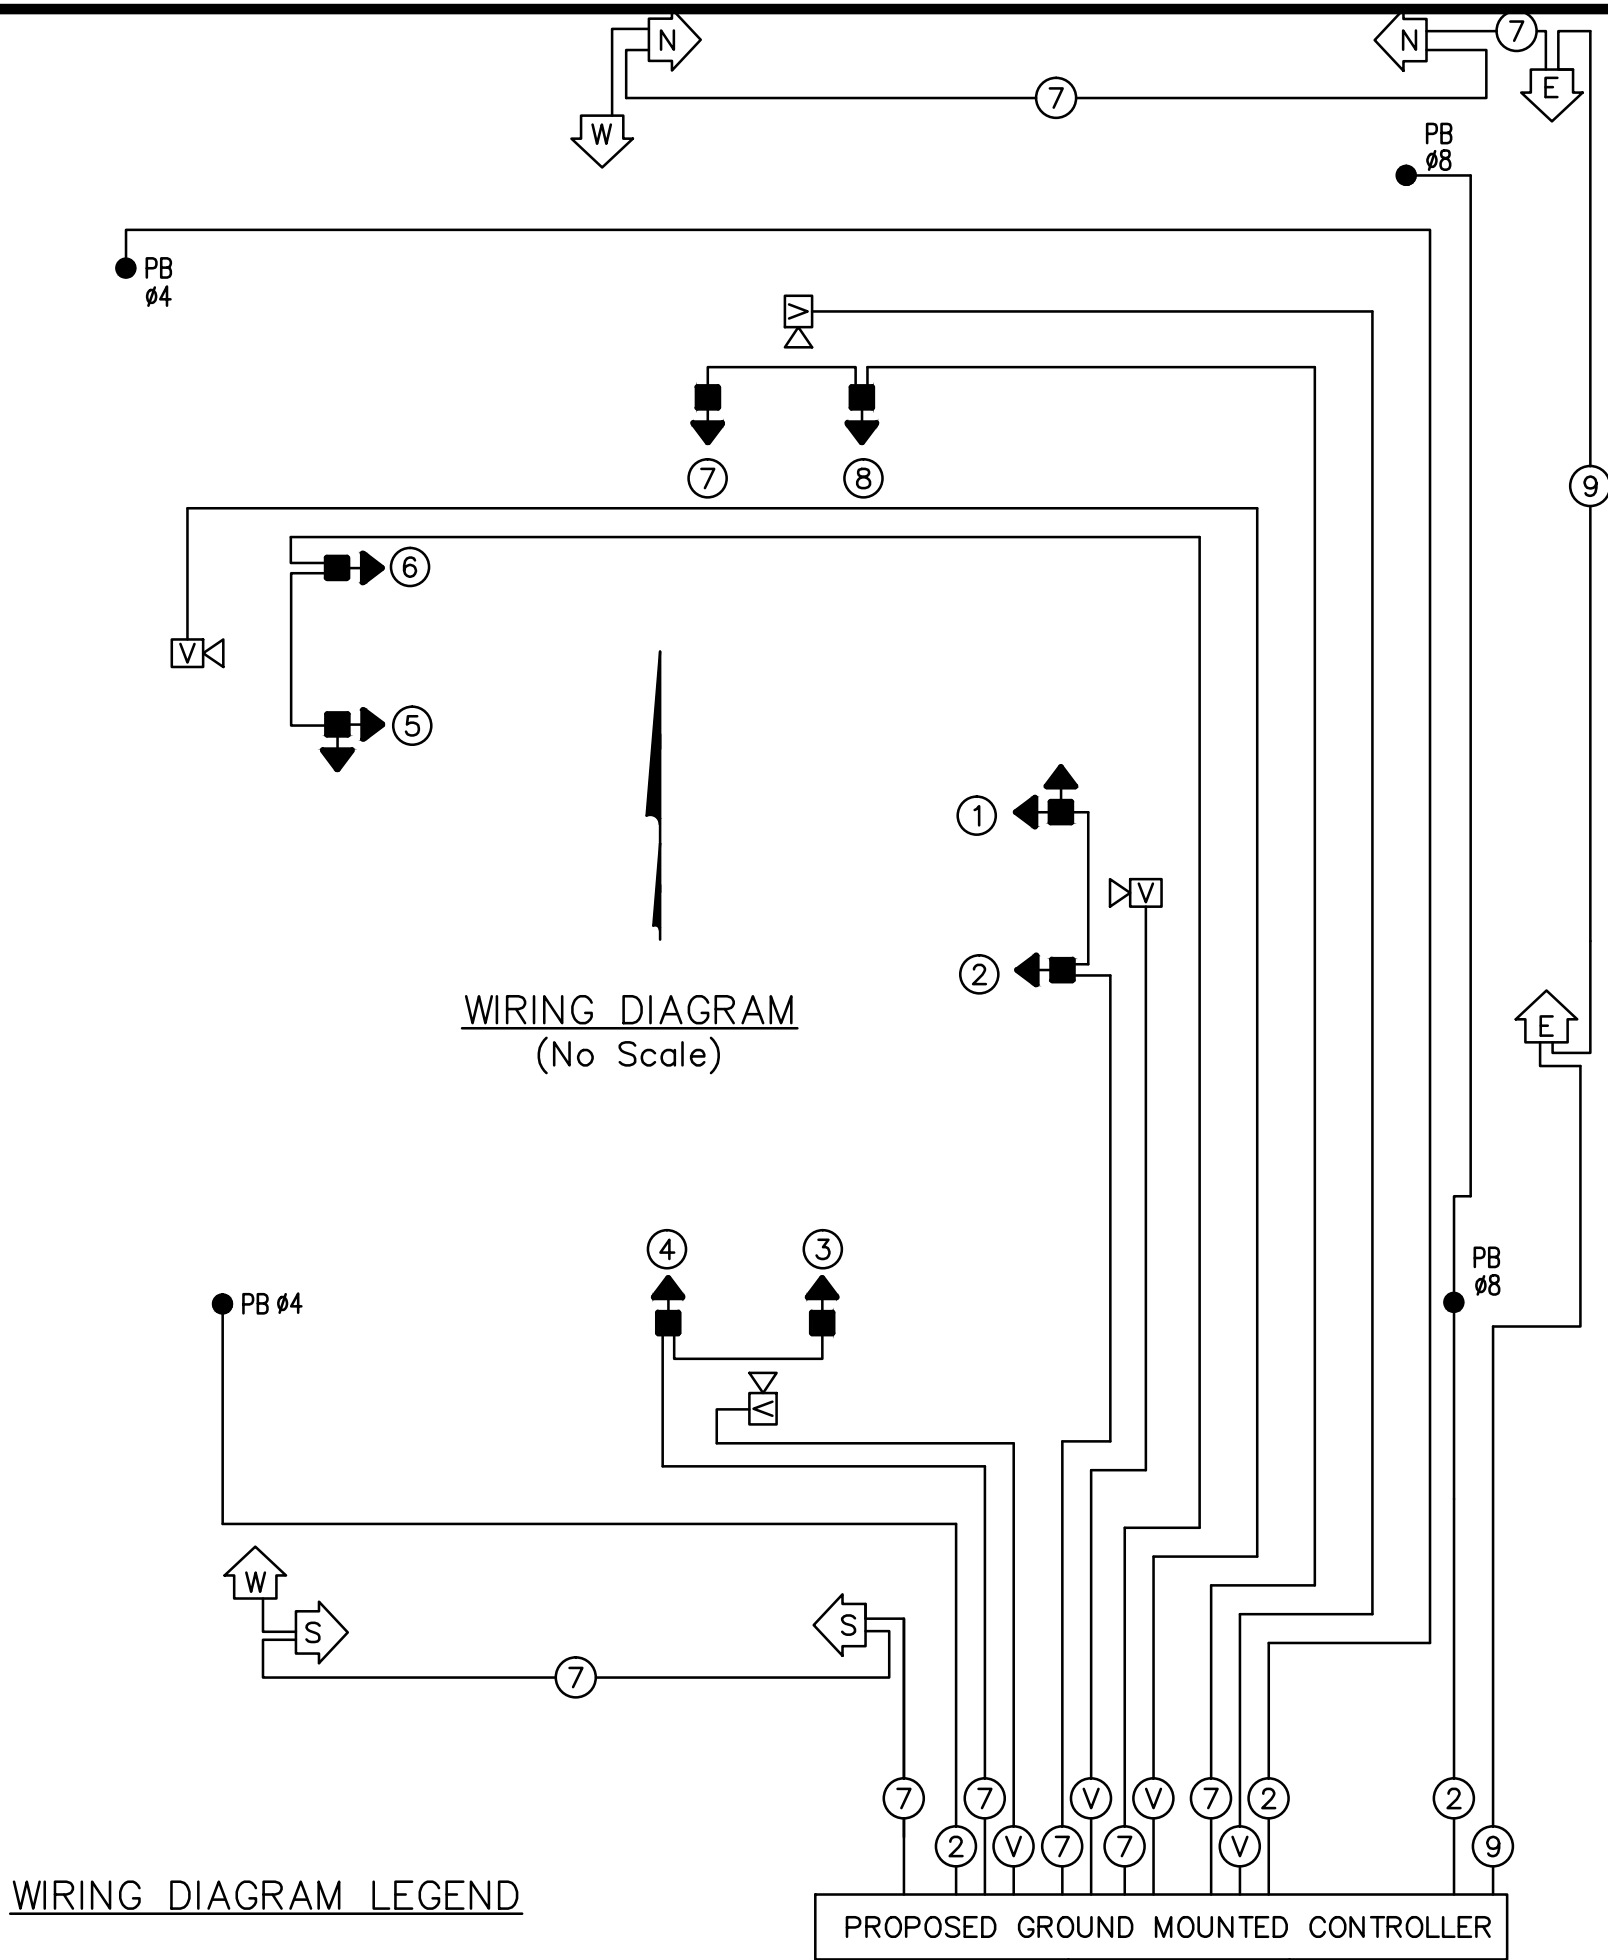 N
N
7
E
7
W
PB
ø8
PB
ø4
V
7
8
9
6
V
5
1
V
2
WIRING DIAGRAM
(No Scale)
E
4
3
PB
ø8
PB ø4
V
W
S
S
7
7
7
V
V
7
2
2
2
V
7
7
V
9
WIRING DIAGRAM LEGEND
PROPOSED GROUND MOUNTED CONTROLLER